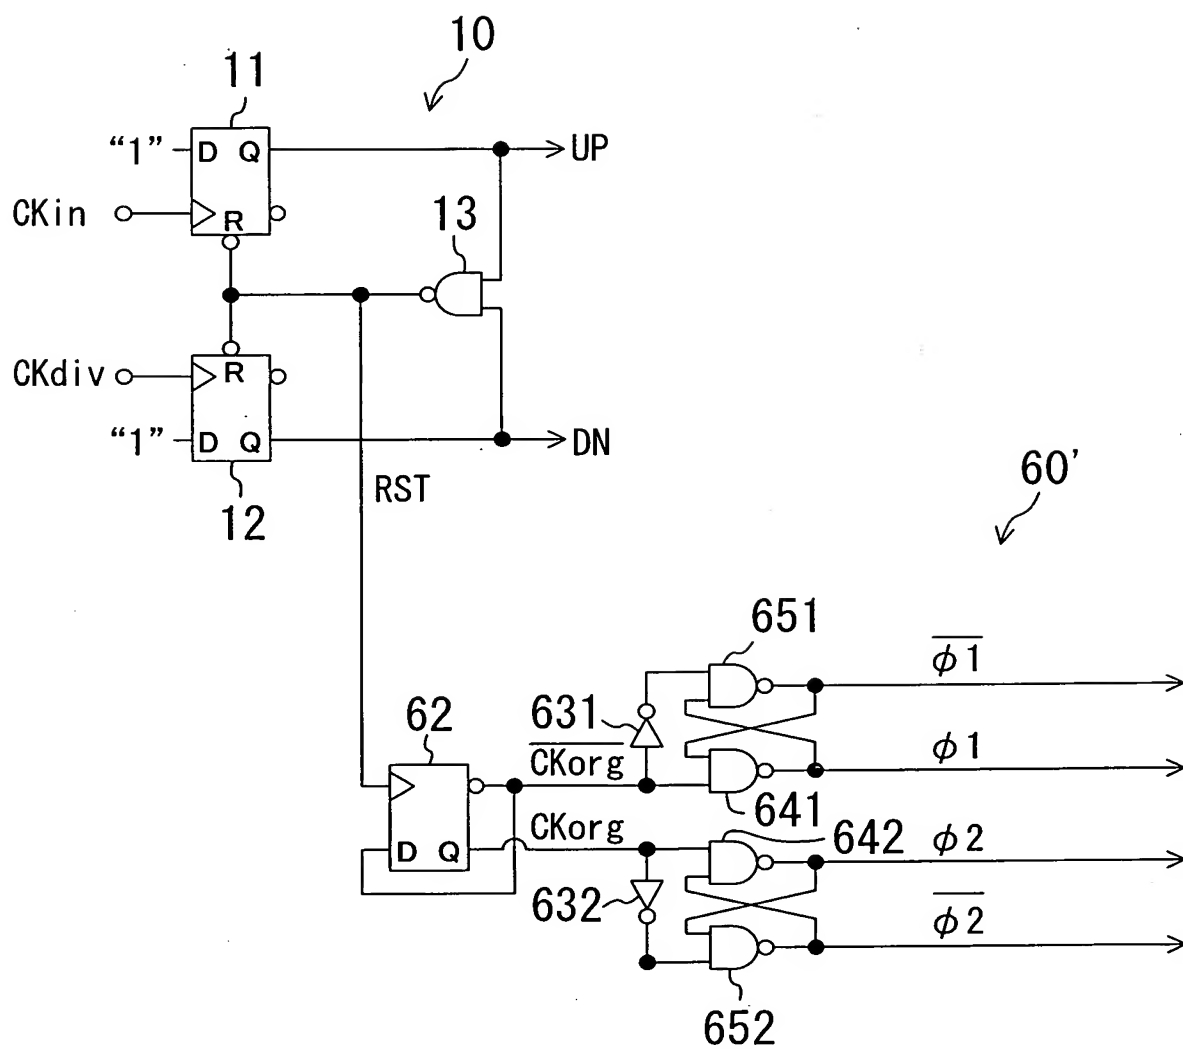 10
11
“1”
D Q
UP
CKin
R
13
CKdiv
R
“1”
D Q
DN
12
RST
60'
651
φ1̅
62
631
C̅K̅o̅r̅g̅
φ1
641
CKorg
642
φ2
D Q
632
φ2̅
652